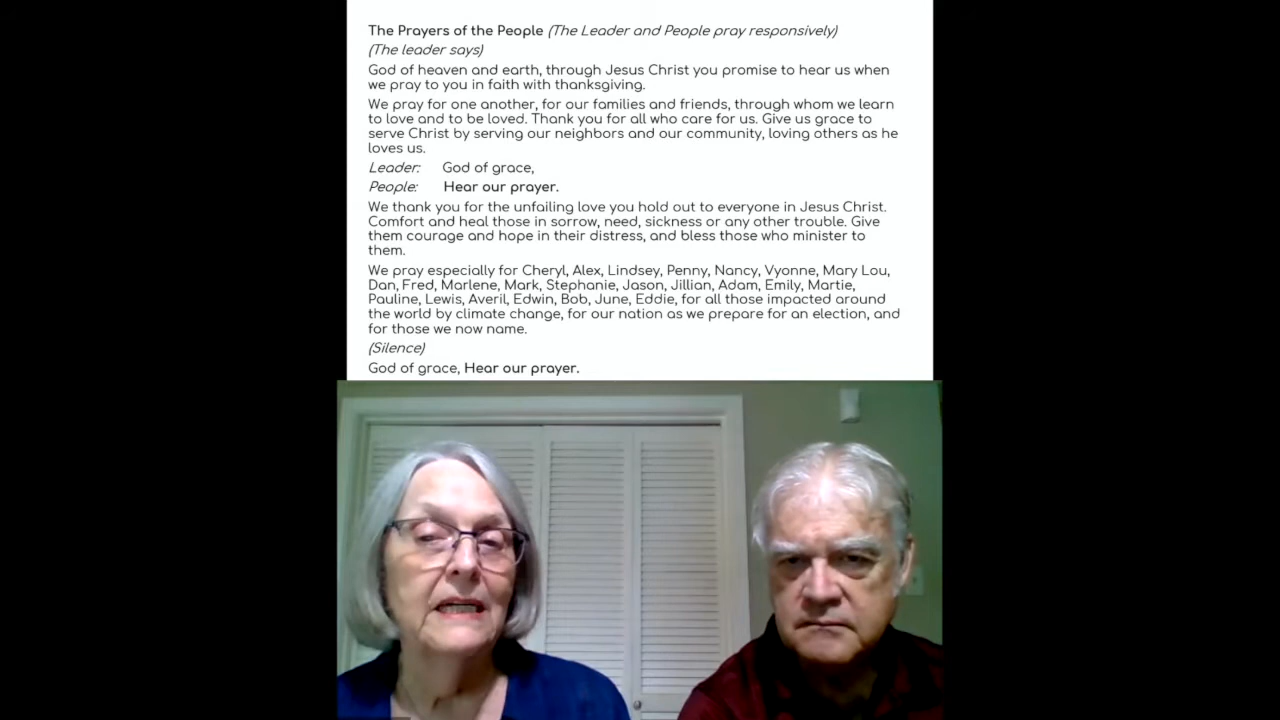 The Prayers of the People (The Leader and People pray responsively)
(The leader says)
God of heaven and earth, through Jesus Christ you promise to hear us when
we pray to you in faith with thanksgiving.
We pray for one another, for our families and friends, through whom we learn
to love and to be loved. Thank you for all who care for us. Give us grace to
serve Christ by serving our neighbors and our community, loving others as he
loves us.
Leader: God of grace,
People: Hear our prayer.
We thank you for the unfailing love you hold out to everyone in Jesus Christ.
Comfort and heal those in sorrow, need, sickness or any other trouble. Give
them courage and hope in their distress, and bless those who minister to
them.
We pray especially for Cheryl, Alex, Lindsey, Penny, Nancy, Vyonne, Mary Lou,
Dan, Fred, Marlene, Mark, Stephanie, Jason, Jillian, Adam, Emily, Martie,
Pauline, Lewis, Averil, Edwin, Bob, June, Eddie, for all those impacted around
the world by climate change, for our nation as we prepare for an election, and
for those we now name.
(Silence)
God of grace, Hear our prayer.